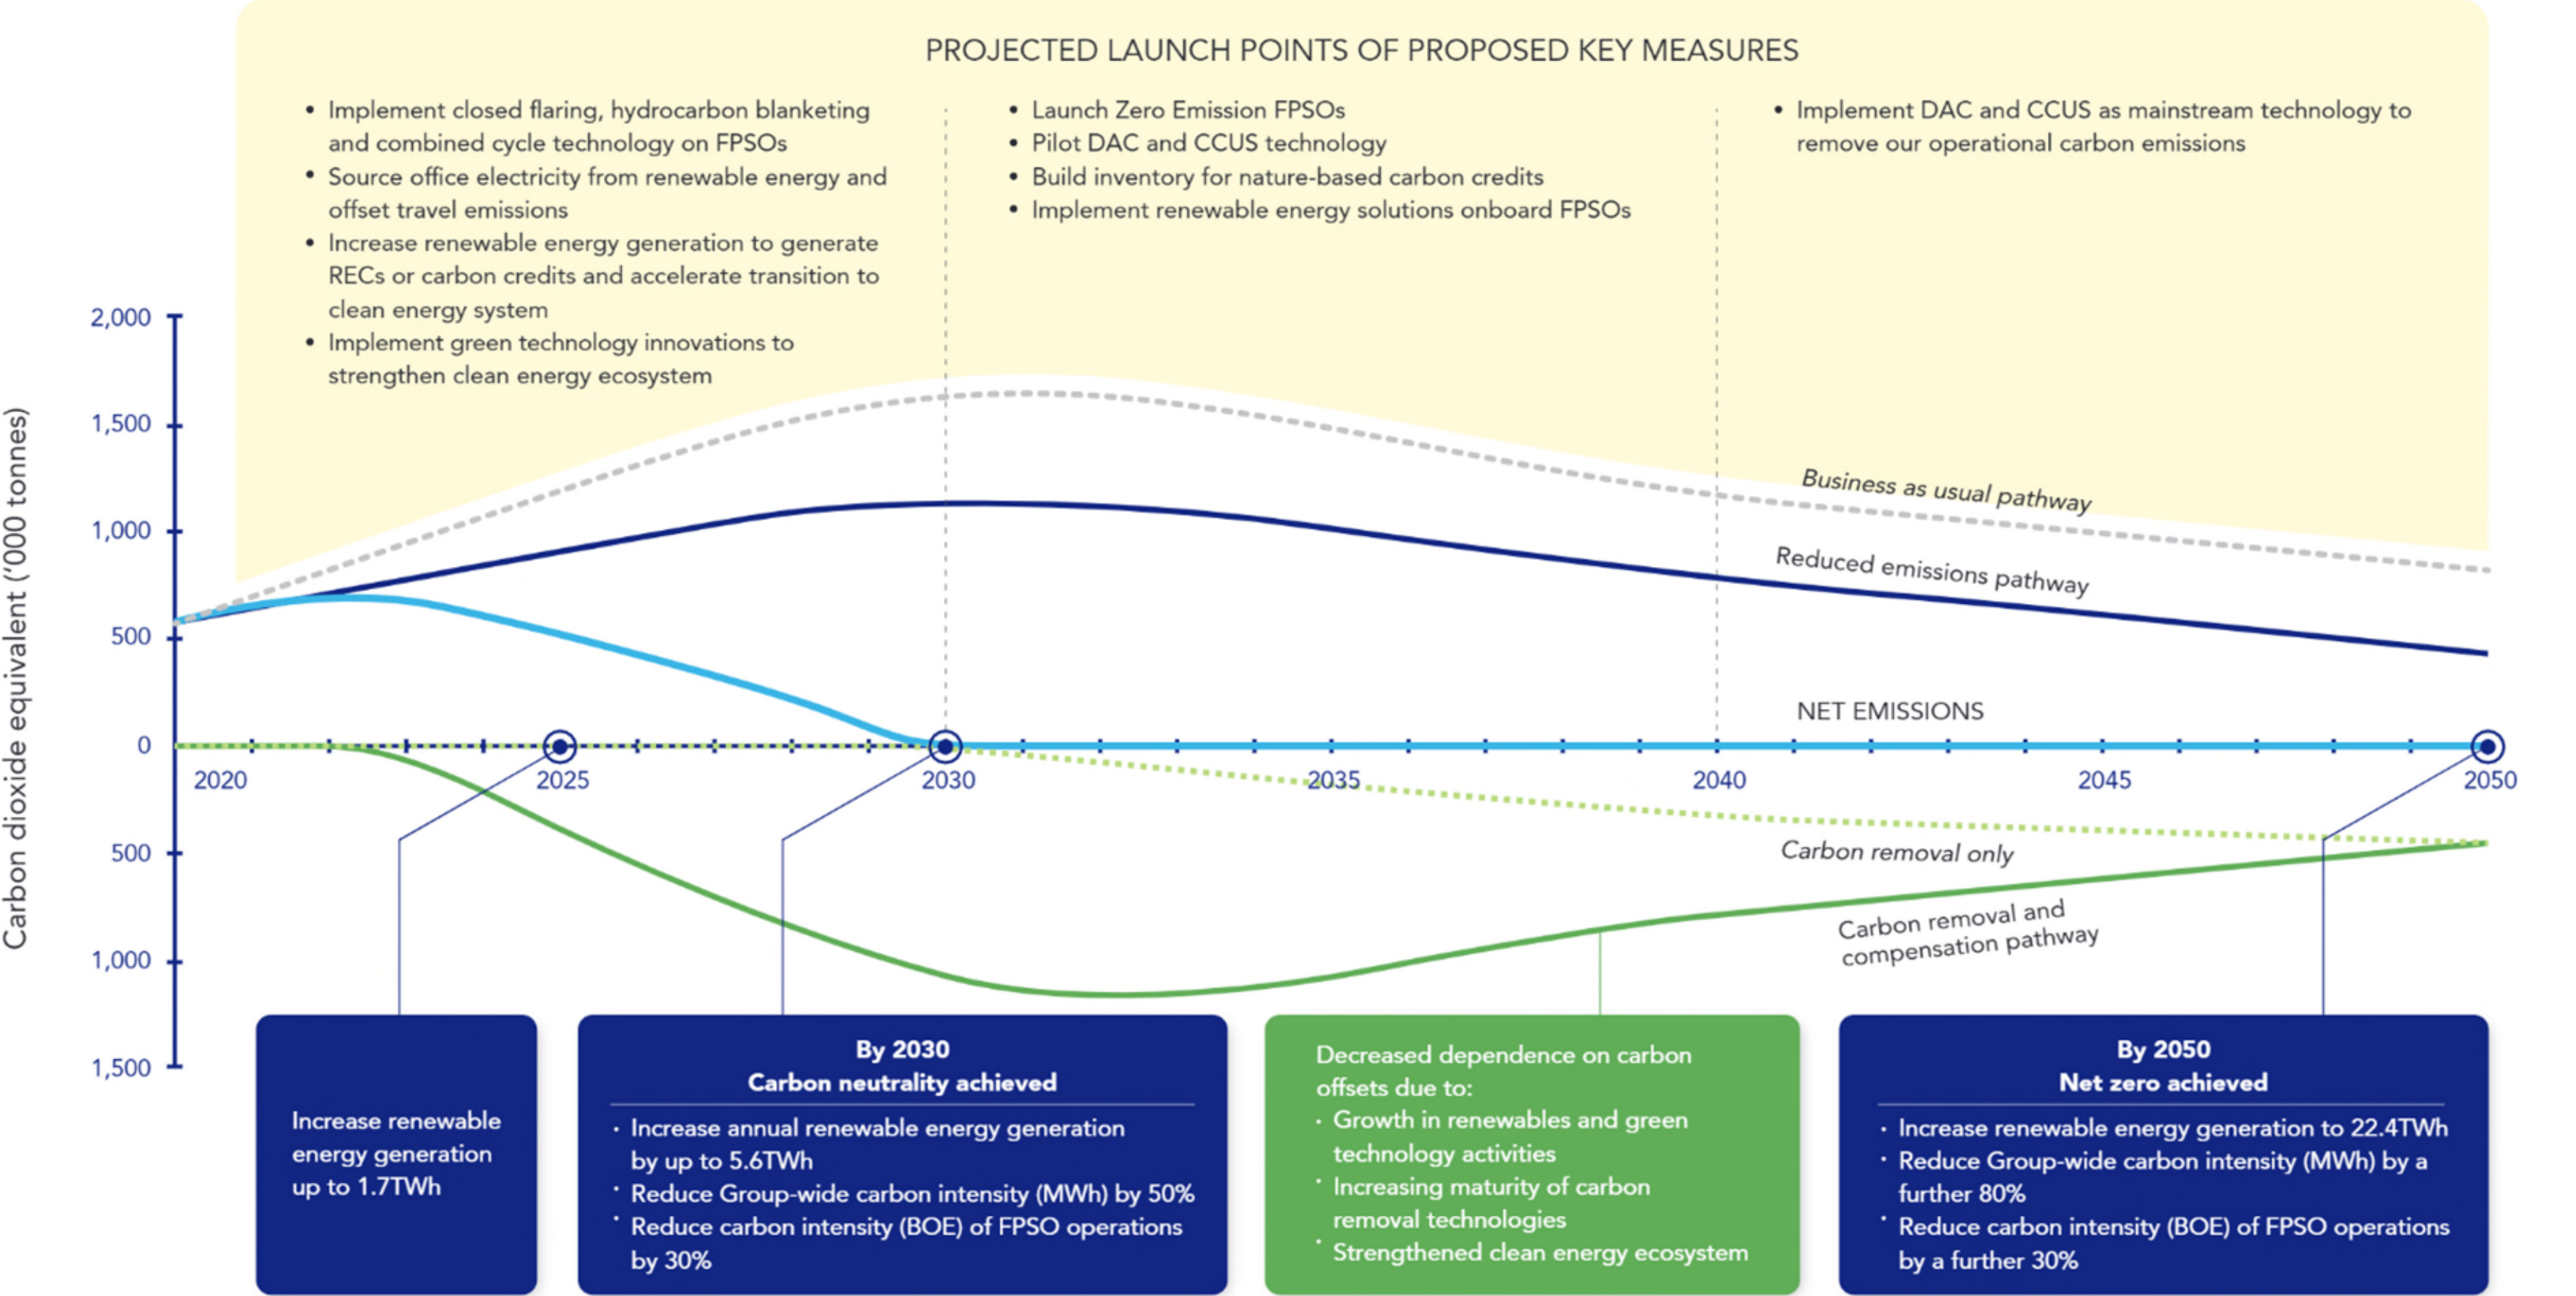 PROJECTED LAUNCH POINTS OF PROPOSED KEY MEASURES
• Implement closed flaring, hydrocarbon blanketing
and combined cycle technology on FPSOs
• Source office electricity from renewable energy and
offset travel emissions
• Increase renewable energy generation to generate
RECs or carbon credits and accelerate transition to
clean energy system
• Implement green technology innovations to
strengthen clean energy ecosystem
• Launch Zero Emission FPSOs
• Pilot DAC and CCUS technology
• Build inventory for nature-based carbon credits
• Implement renewable energy solutions onboard FPSOs
• Implement DAC and CCUS as mainstream technology to
remove our operational carbon emissions
Carbon dioxide equivalent ('000 tonnes)
2,000
1,500
1,000
500
0
500
1,000
1,500
Business as usual pathway
Reduced emissions pathway
NET EMISSIONS
2020
2025
2030
2035
2040
2045
2050
Carbon removal only
Carbon removal and
compensation pathway
Increase renewable
energy generation
up to 1.7TWh
By 2030
Carbon neutrality achieved
· Increase annual renewable energy generation
by up to 5.6TWh
· Reduce Group-wide carbon intensity (MWh) by 50%
· Reduce carbon intensity (BOE) of FPSO operations
by 30%
Decreased dependence on carbon
offsets due to:
· Growth in renewables and green
technology activities
· Increasing maturity of carbon
removal technologies
· Strengthened clean energy ecosystem
By 2050
Net zero achieved
· Increase renewable energy generation to 22.4TWh
· Reduce Group-wide carbon intensity (MWh) by a
further 80%
· Reduce carbon intensity (BOE) of FPSO operations
by a further 30%